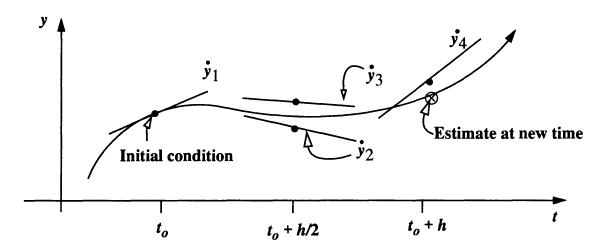 y
ẏ₄
ẏ₁
ẏ₃
Estimate at new time
Initial condition
ẏ₂
t
tₒ
tₒ + h/2
tₒ + h